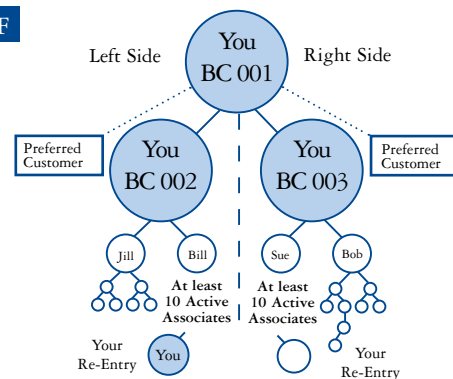 F
Left Side
You
BC 001
Right Side
Preferred
Customer
You
BC 002
You
BC 003
Preferred
Customer
Jill
Bill
Sue
Bob
At least
10 Active
Associates
At least
10 Active
Associates
Your
Re-Entry
You
Your
Re-Entry